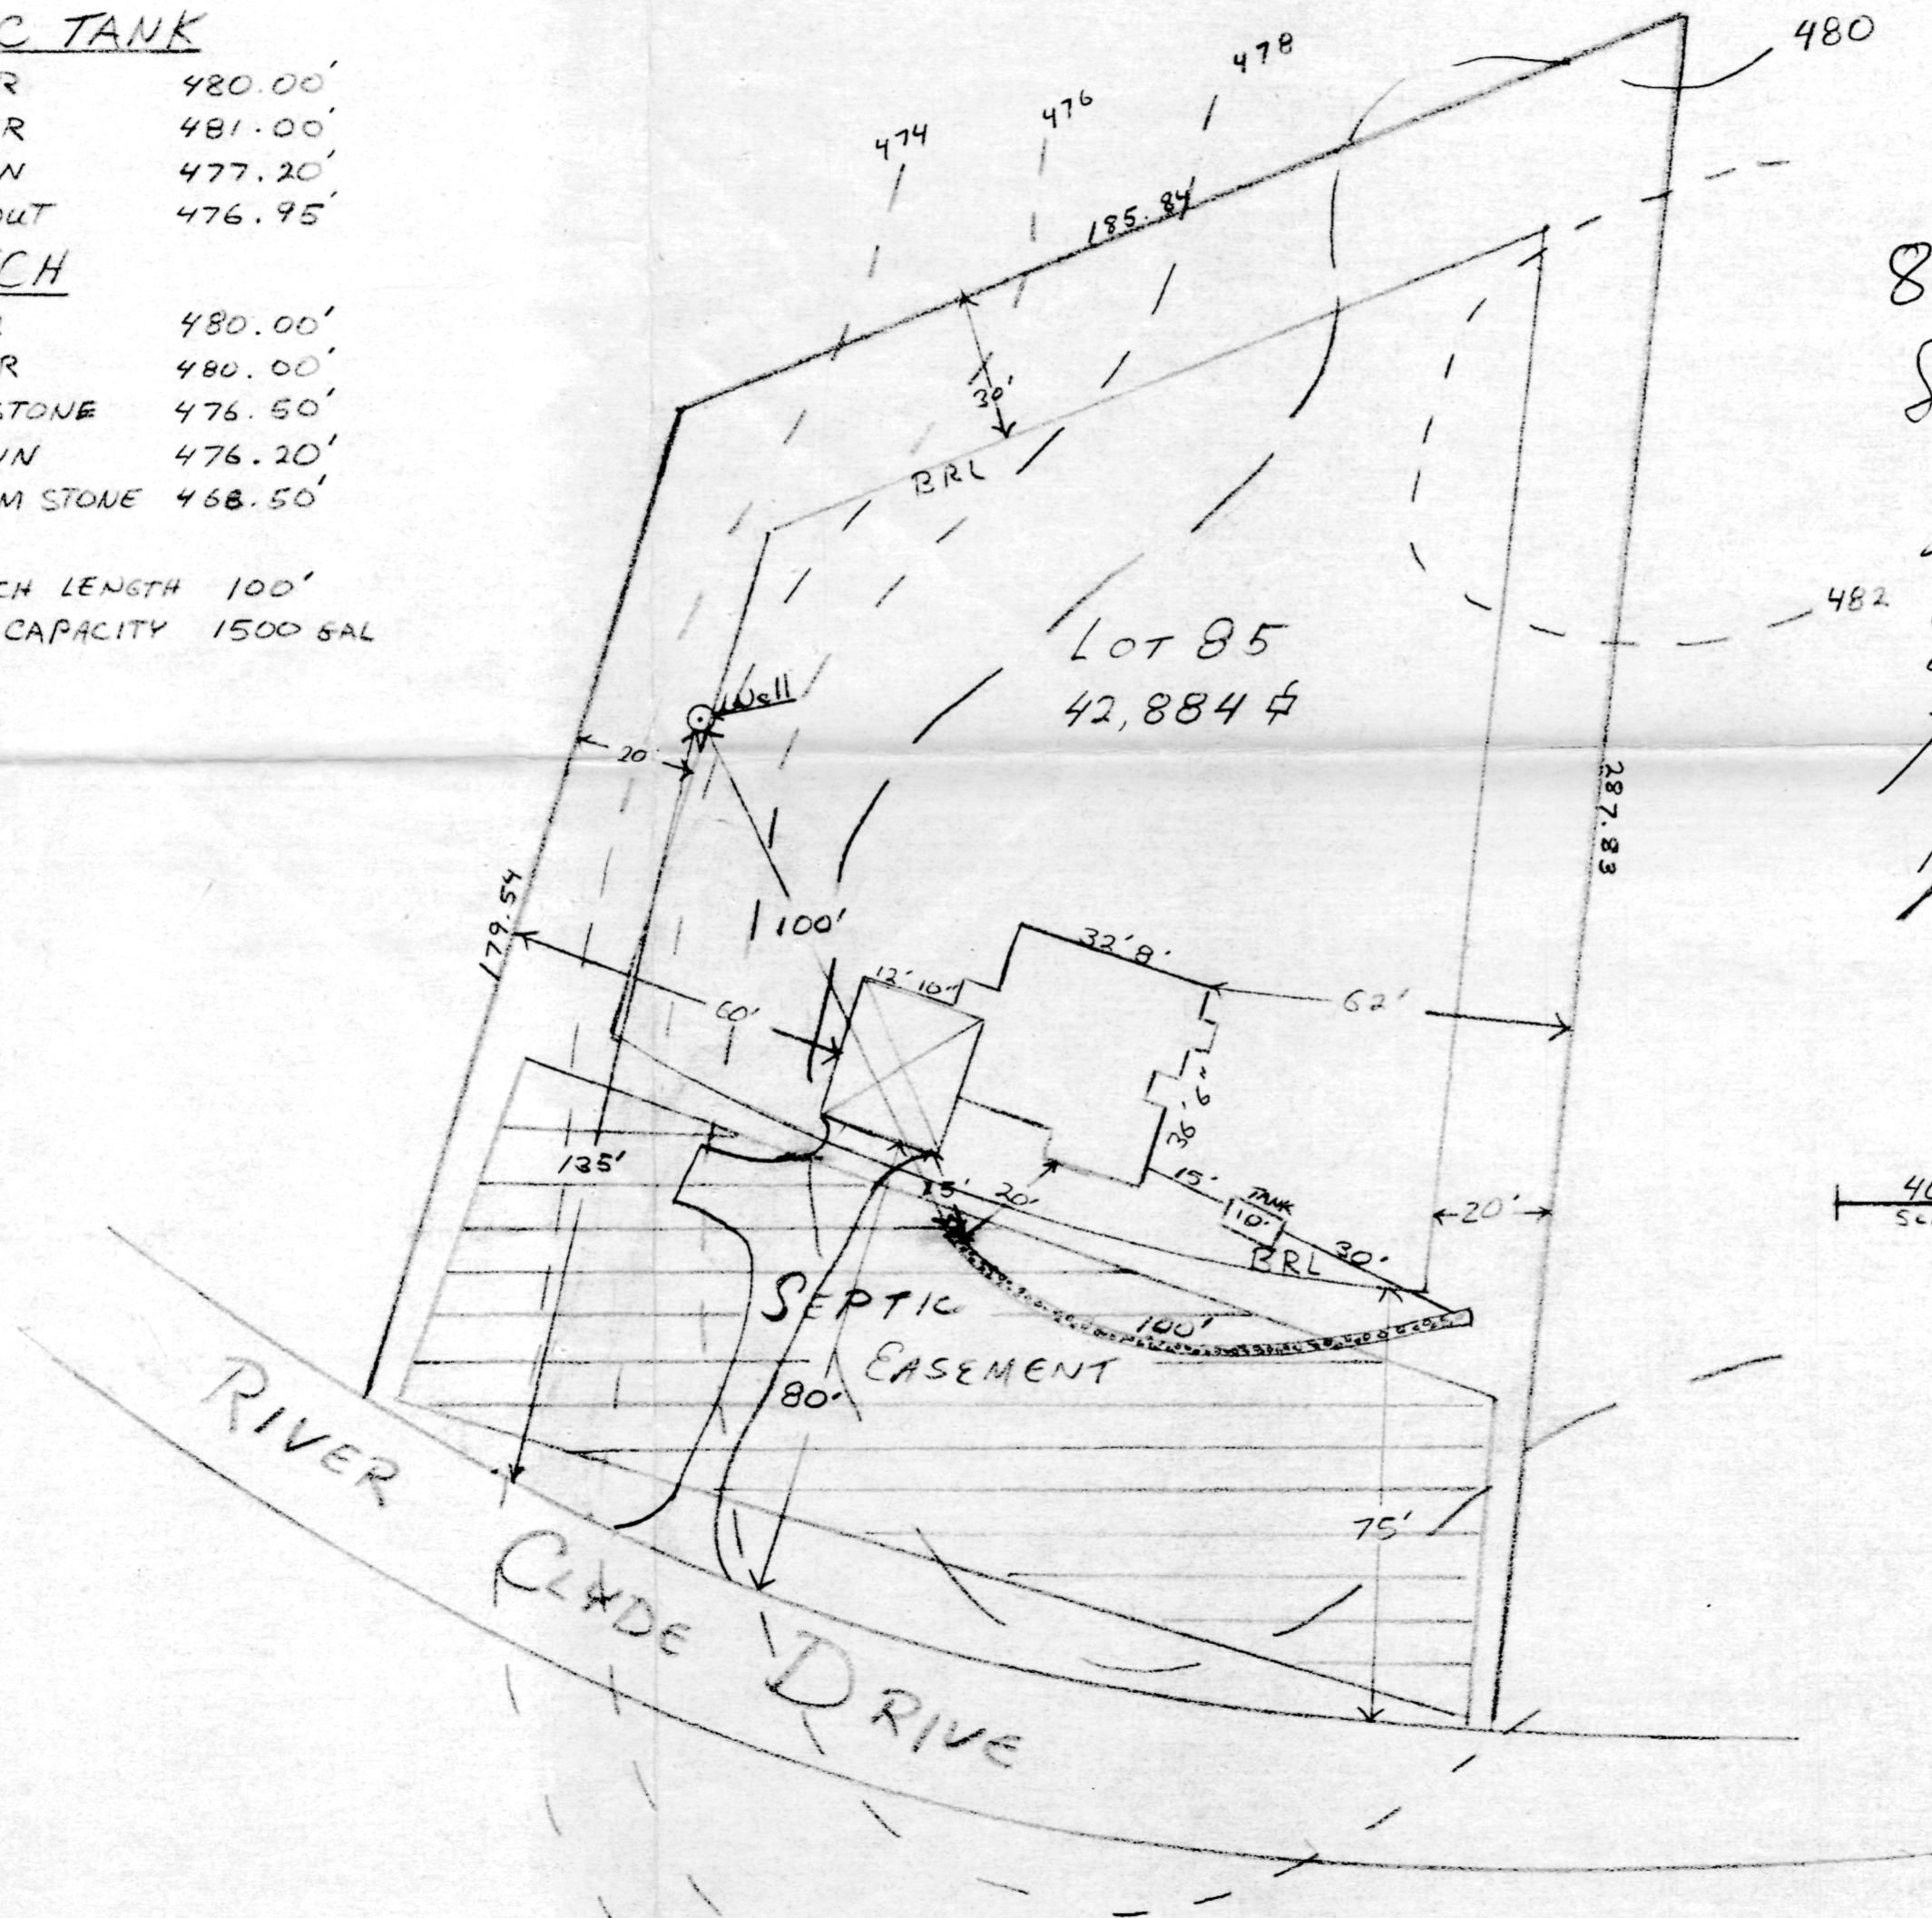 C TANK
R 480.00'
R 481.00'
N 477.20'
OUT 476.95'
CH
480.00'
R 480.00'
STONE 476.50'
N 476.20'
M STONE 468.50'
CH LENGTH 100'
CAPACITY 1500 GAL
474
476
478
480
185.84
30'
BRL
LOT 85
42,884
482
Well
20
287.83
179.54
100'
32'8"
12'10"
60'
62'
36'6"
135'
15'
TANK
10'
15'
20'
20'
BRL
30'
SEPTIC
EASEMENT
100'
80'
75'
RIVER
CLYDE
DRIVE
8
40
Sc